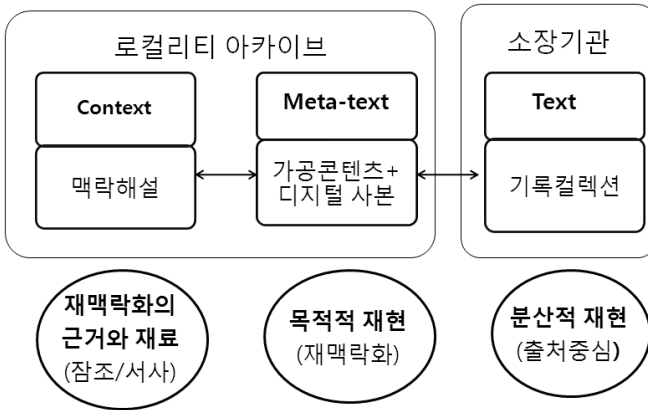 로컬리티 아카이브
소장기관
Context
Meta-text
Text
맥락해설
가공콘텐츠+
디지털 사본
기록컬렉션
재맥락화의
근거와 재료
(잠조/서사)
목적적 재현
(재맥락화)
분산적 재현
(출처중심)